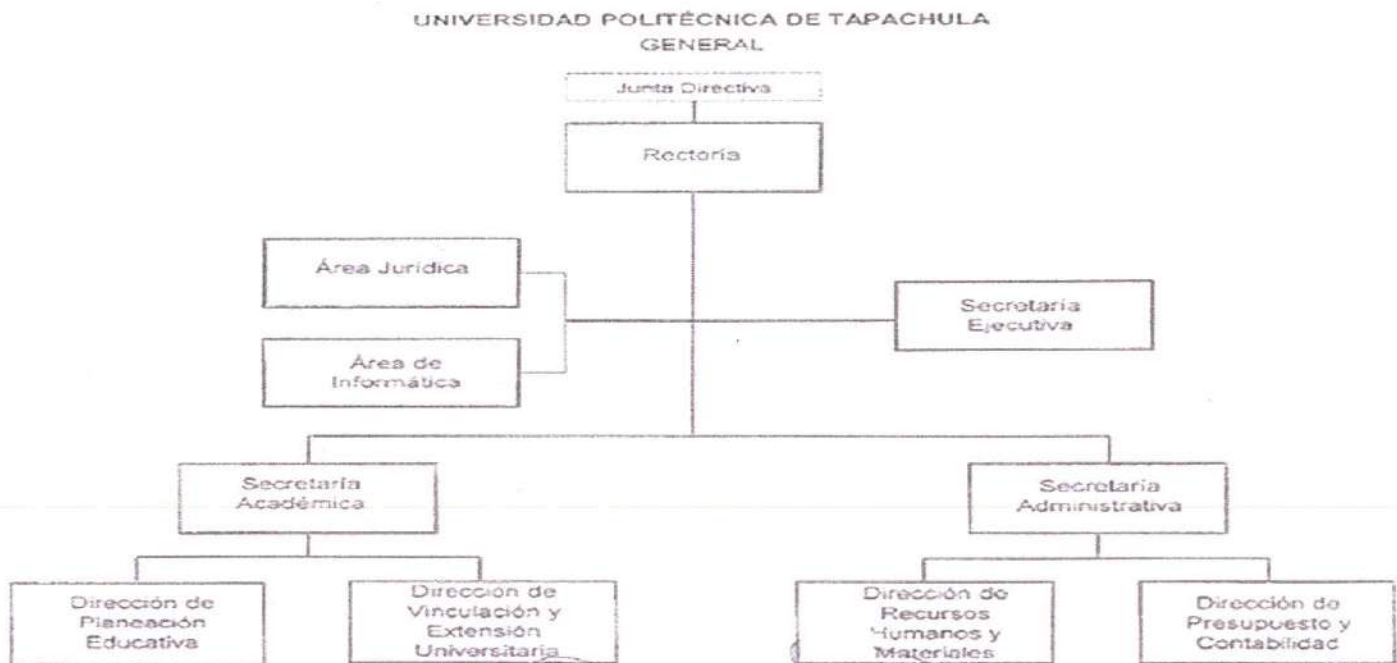 UNIVERSIDAD POLITÉCNICA DE TAPACHULA
GENERAL
Junta Directiva
Rectoría
Área Jurídica
Secretaría
Ejecutiva
Área de
Informática
Secretaría
Académica
Secretaría
Administrativa
Dirección de
Planeación
Educativa
Dirección de
Vinculación y
Extensión
Universitaria
Dirección de
Recursos
Humanos y
Materiales
Dirección de
Presupuesto y
Contabilidad